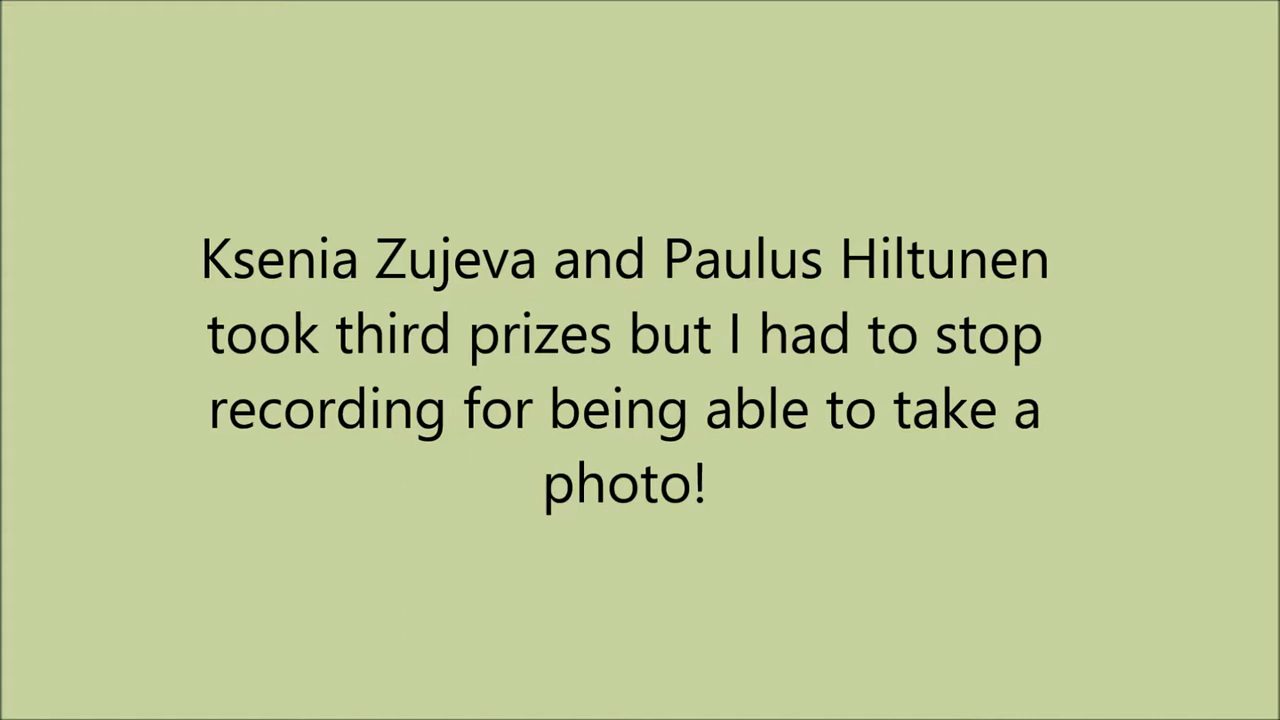 Ksenia Zujeva and Paulus Hiltunen
took third prizes but I had to stop
recording for being able to take a
photo!